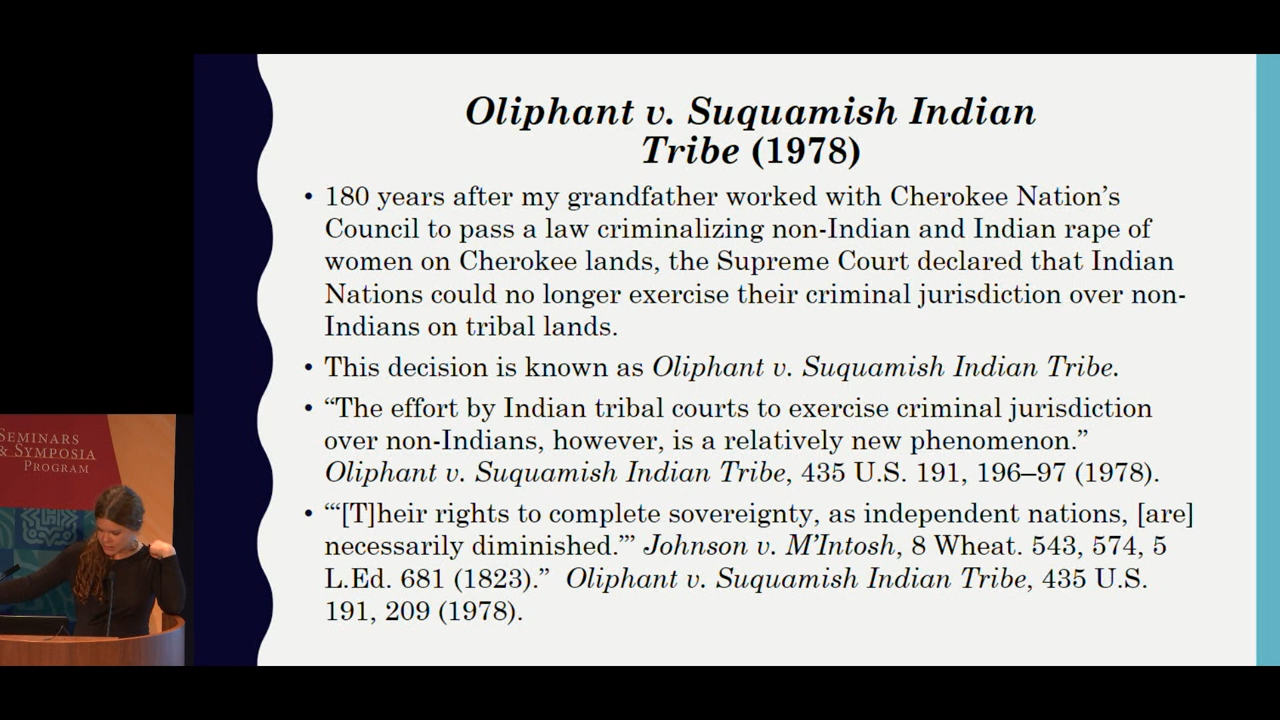 Oliphant v. Suquamish Indian
Tribe (1978)
• 180 years after my grandfather worked with Cherokee Nation’s
Council to pass a law criminalizing non-Indian and Indian rape of
women on Cherokee lands, the Supreme Court declared that Indian
Nations could no longer exercise their criminal jurisdiction over non-
Indians on tribal lands.
• This decision is known as Oliphant v. Suquamish Indian Tribe.
• “The effort by Indian tribal courts to exercise criminal jurisdiction
over non-Indians, however, is a relatively new phenomenon.”
Oliphant v. Suquamish Indian Tribe, 435 U.S. 191, 196–97 (1978).
• “‘[T]heir rights to complete sovereignty, as independent nations, [are]
necessarily diminished.’” Johnson v. M’Intosh, 8 Wheat. 543, 574, 5
L.Ed. 681 (1823).” Oliphant v. Suquamish Indian Tribe, 435 U.S.
191, 209 (1978).
SEMINARS
& SYMPOSIA
PROGRAM